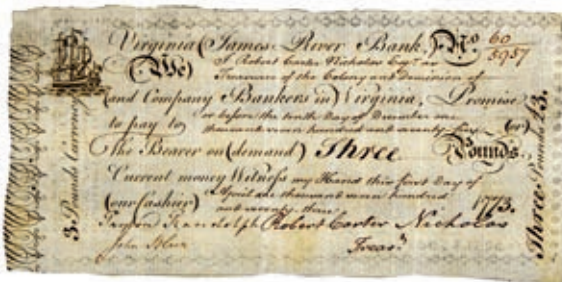 Virginia (James River Bank,) No 60
5957
(We) I Robert Carter Nicholas Esqr. as
Treasurer of the Colony and Dominion of
(and Company Bankers in) Virginia, Promise
to pay to or before the tenth Day of December one
thousand seven hundred and seventy (or)
the Bearer on (demand) Three Pounds.
Current money Witness my Hand this first Day of
(our Cashier) April one thousand seven hundred
and seventy three 1773.
Peyton Randolph Robert Carter Nicholas
John Blair Treasr.
3. Pounds Currency
Three Pounds £3.